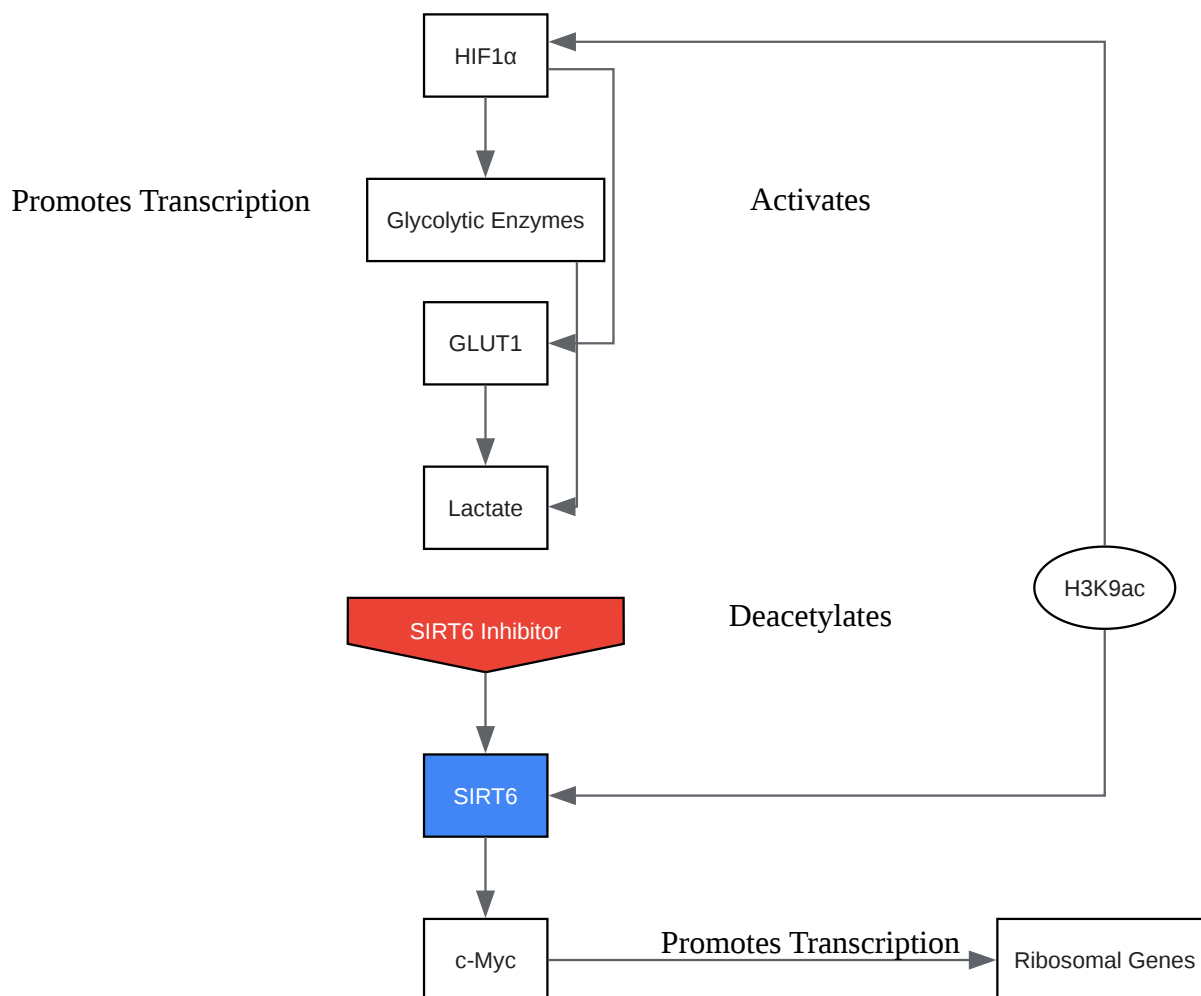 HIF1α
Promotes Transcription
Activates
Glycolytic Enzymes
GLUT1
Lactate
H3K9ac
Deacetylates
SIRT6 Inhibitor
SIRT6
c-Myc
Promotes Transcription
Ribosomal Genes